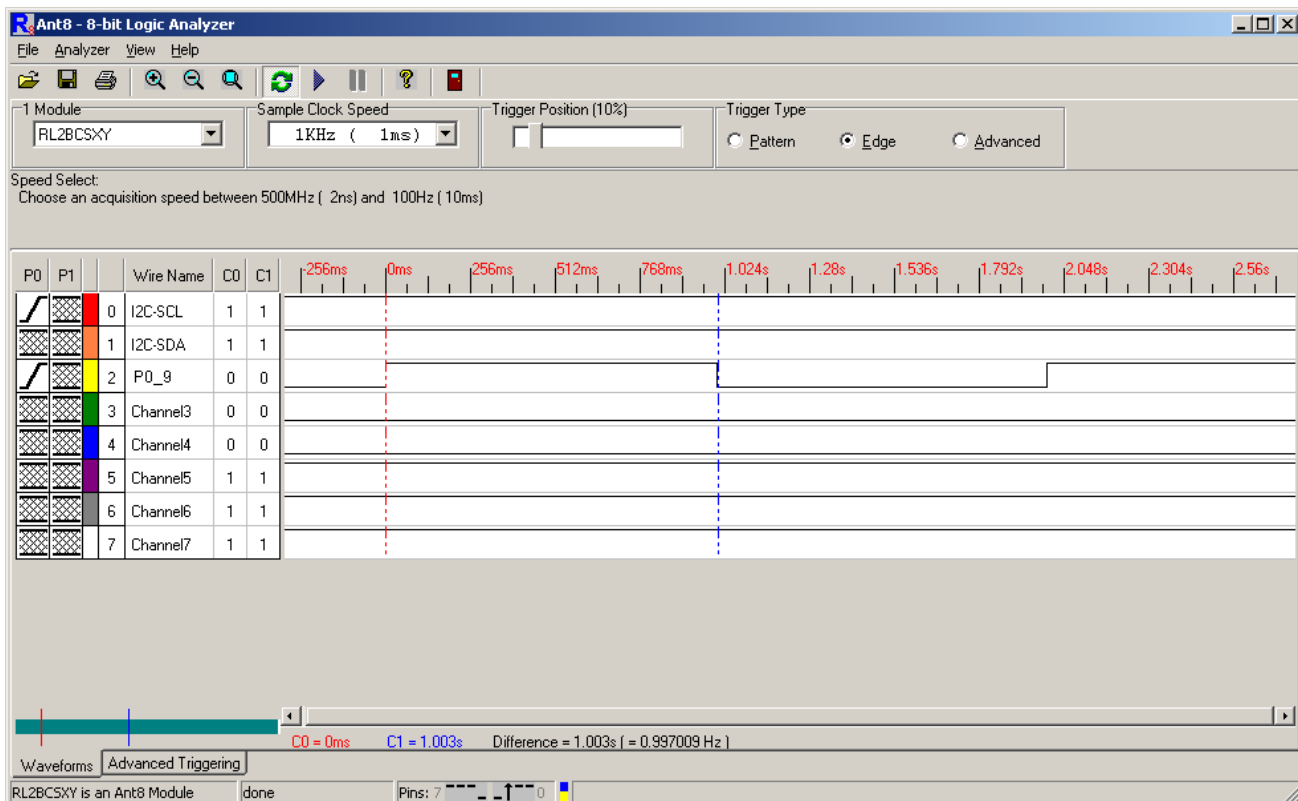 Ant8 - 8-bit Logic Analyzer
File Analyzer View Help
1 Module
Sample Clock Speed
Trigger Position (10%)
Trigger Type
RL2BCSXY
1KHz ( 1ms)
Pattern
Edge
Advanced
Speed Select:
Choose an acquisition speed between 500MHz ( 2ns) and 100Hz (10ms)
P0 P1 Wire Name C0 C1 -256ms 0ms 256ms 512ms 768ms 1.024s 1.28s 1.536s 1.792s 2.048s 2.304s 2.56s
0 I2C-SCL 1 1
1 I2C-SDA 1 1
2 P0_9 0 0
3 Channel3 0 0
4 Channel4 0 0
5 Channel5 1 1
6 Channel6 1 1
7 Channel7 1 1
C0 = 0ms C1 = 1.003s Difference = 1.003s ( = 0.997009 Hz )
Waveforms Advanced Triggering
RL2BCSXY is an Ant8 Module done Pins: 7 0